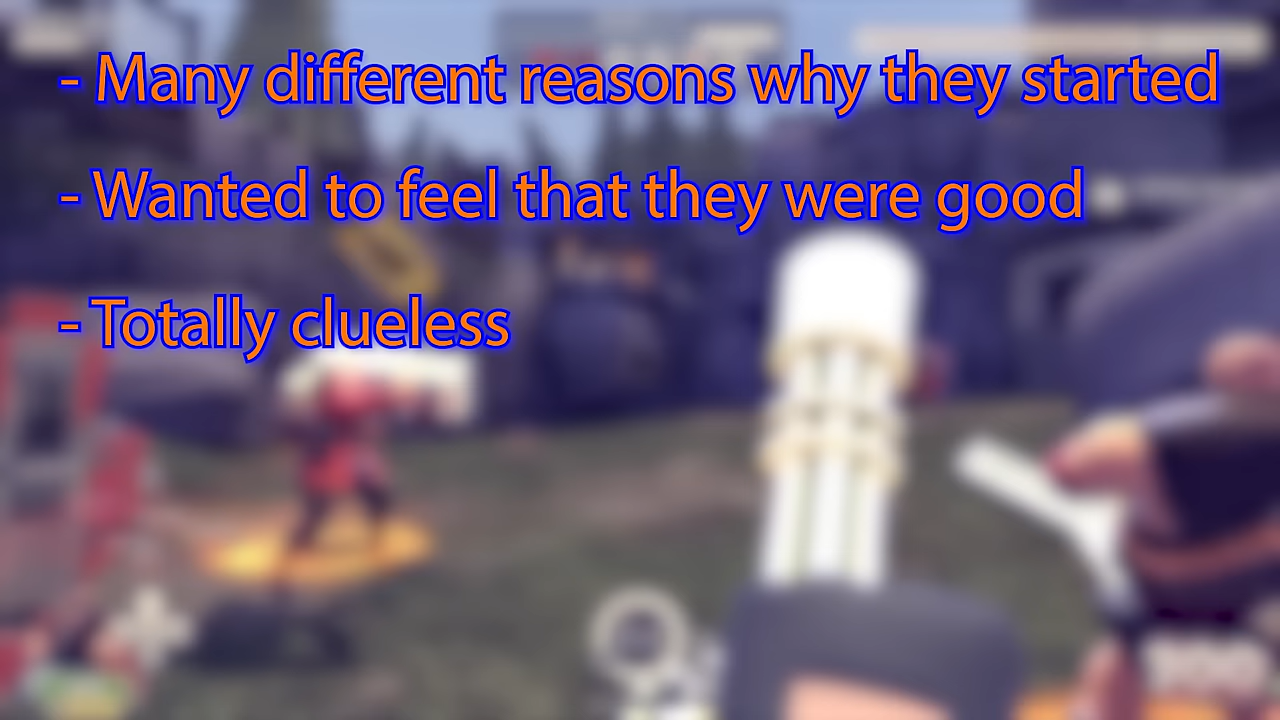 - Many different reasons why they started
- Wanted to feel that they were good
- Totally clueless